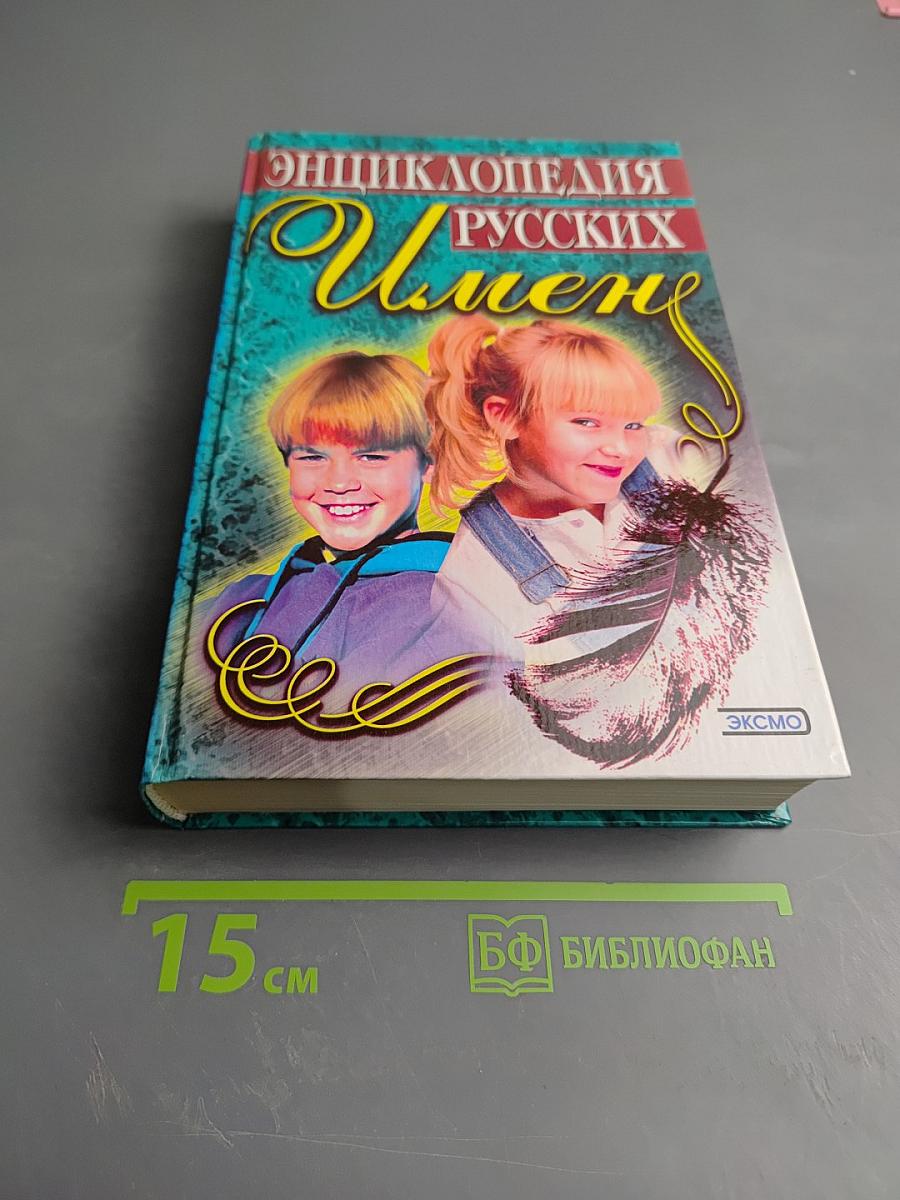 ЭНЦИКЛОПЕДИЯ
РУССКИХ
Имен
ЭКСМО
15 см
БФ БИБЛИОФАН